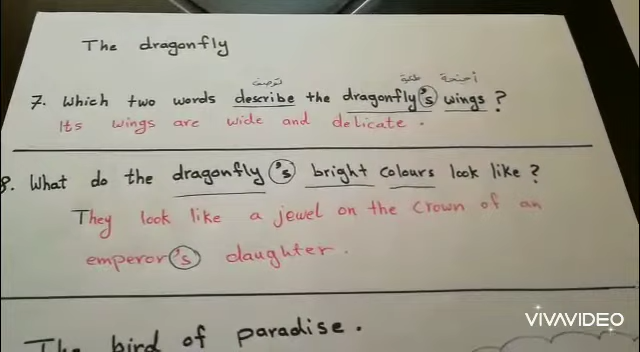 The dragonfly
أجنحة
7. Which two words describe the dragonfly's wings?
Its wings are wide and delicate.
8. What do the dragonfly's bright colours look like?
They look like a jewel on the crown of an
emperor's daughter.
The bird of paradise.
VIVAVIDEO